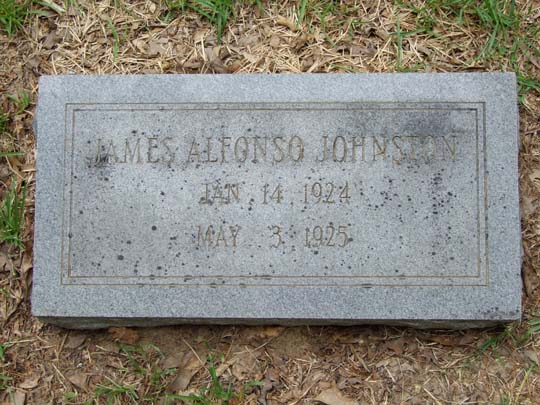 JAMES ALFONSO JOHNSTON
JAN 14 1924
MAY 3 1925